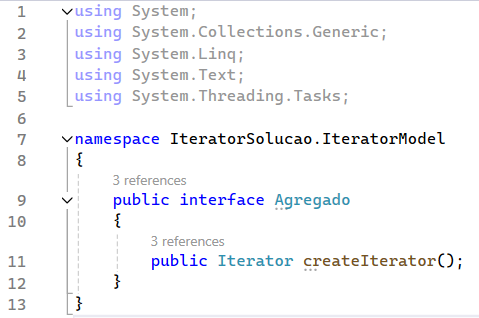 1 using System;
2 using System.Collections.Generic;
3 using System.Linq;
4 using System.Text;
5 using System.Threading.Tasks;
6
7 namespace IteratorSolucao.IteratorModel
8 {
3 references
9 public interface Agregado
10 {
3 references
11 public Iterator createIterator();
12 }
13 }